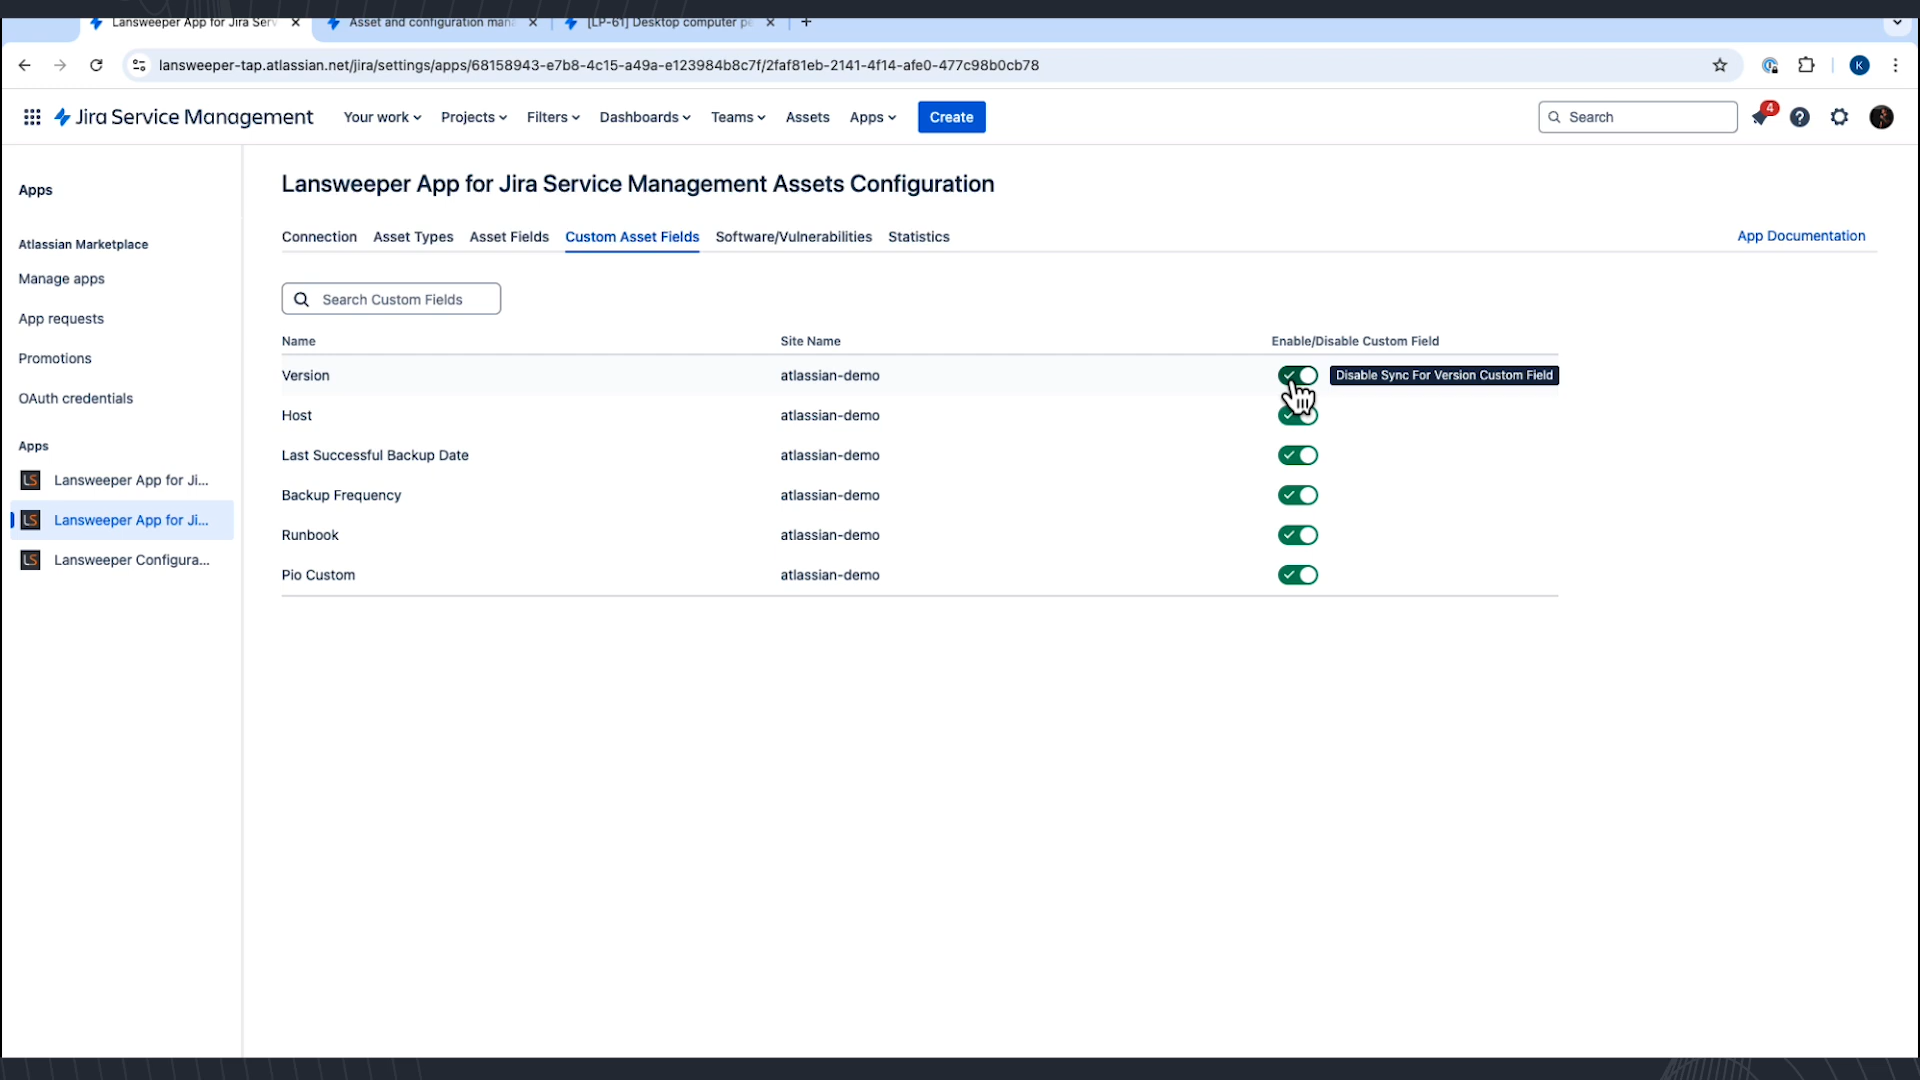 Lansweeper App for Jira Serv
Asset and configuration man
[LP-61] Desktop computer pe
lansweeper-tap.atlassian.net/jira/settings/apps/68158943-e7b8-4c15-a49a-e123984b8c7f/2faf81eb-2141-4f14-afe0-477c98b0cb78
K
Jira Service Management
Your work
Projects
Filters
Dashboards
Teams
Assets
Apps
Create
Search
4
Apps
Atlassian Marketplace
Manage apps
App requests
Promotions
OAuth credentials
Apps
LS Lansweeper App for Ji...
LS Lansweeper App for Ji...
LS Lansweeper Configura...
Lansweeper App for Jira Service Management Assets Configuration
Connection
Asset Types
Asset Fields
Custom Asset Fields
Software/Vulnerabilities
Statistics
App Documentation
Search Custom Fields
Name Site Name Enable/Disable Custom Field
Version atlassian-demo Disable Sync For Version Custom Field
Host atlassian-demo
Last Successful Backup Date atlassian-demo
Backup Frequency atlassian-demo
Runbook atlassian-demo
Pio Custom atlassian-demo